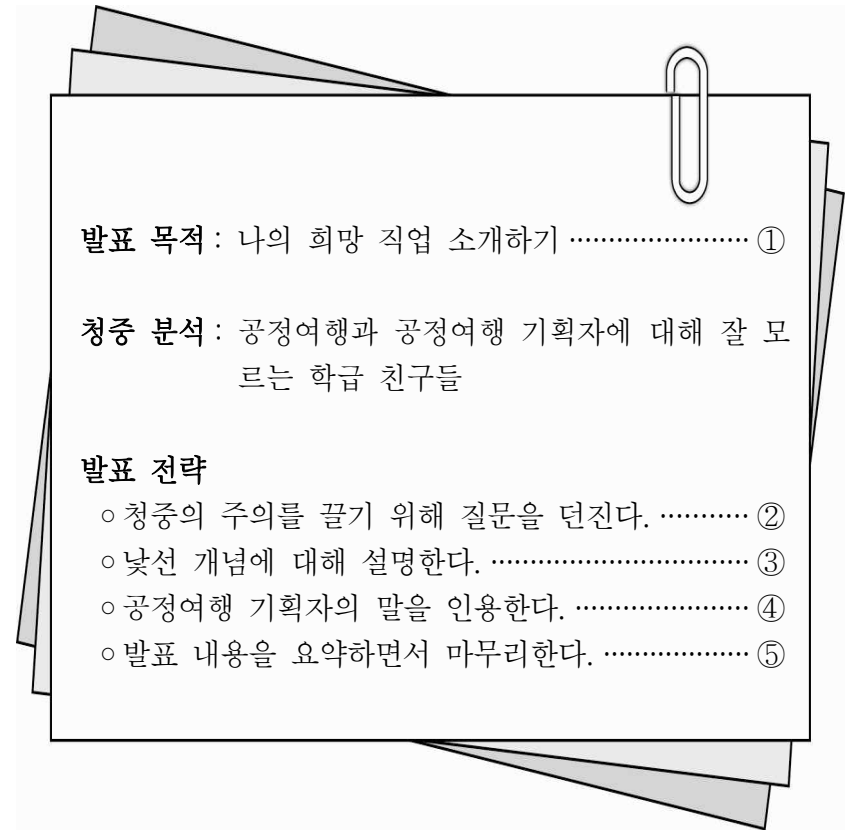 발표 목적 : 나의 희망 직업 소개하기 ······················· ①
청중 분석 : 공정여행과 공정여행 기획자에 대해 잘 모
르는 학급 친구들
발표 전략
○ 청중의 주의를 끌기 위해 질문을 던진다. ··········· ②
○ 낯선 개념에 대해 설명한다. ································· ③
○ 공정여행 기획자의 말을 인용한다. ······················ ④
○ 발표 내용을 요약하면서 마무리한다. ··················· ⑤